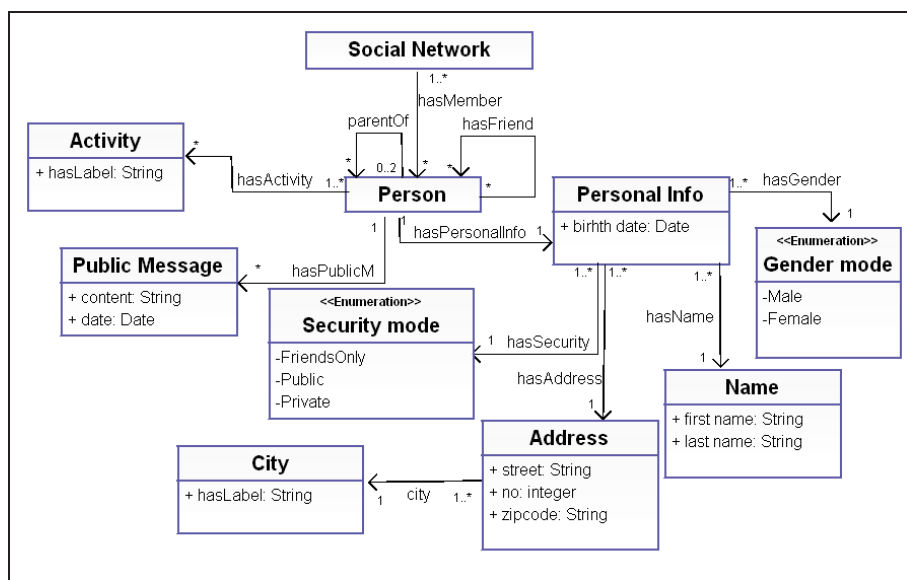 Social Network
1..*
hasMember
parentOf
hasFriend
*
0..2
*
*
*
Person
Activity
+ hasLabel: String
*
hasActivity
1..*
1
1
hasPersonalInfo
1
Personal Info
+ birhth date: Date
1..*
hasGender
1
<<Enumeration>>
Gender mode
-Male
-Female
Public Message
+ content: String
+ date: Date
*
hasPublicM
<<Enumeration>>
Security mode
-FriendsOnly
-Public
-Private
1..*
1..*
1..*
1
hasSecurity
hasAddress
1
hasName
1
Name
+ first name: String
+ last name: String
Address
+ street: String
+ no: integer
+ zipcode: String
City
+ hasLabel: String
1
city
1..*